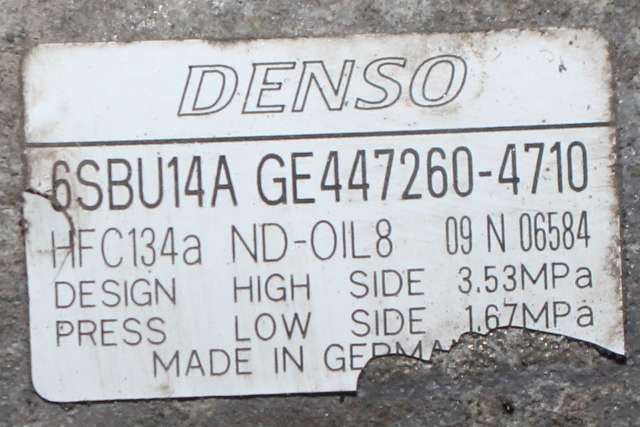 DENSO
6SBU14A GE447260-4710
HFC134a ND-OIL8 09 N 06584
DESIGN HIGH SIDE 3.53MPa
PRESS LOW SIDE 1.67MPa
MADE IN